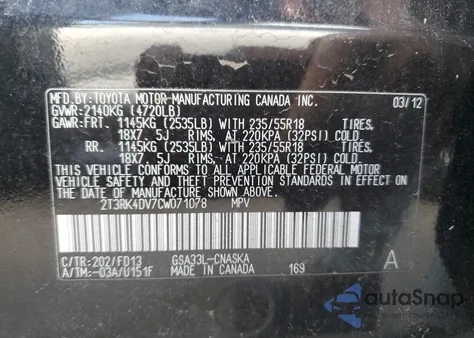 MFD.BY:TOYOTA MOTOR MANUFACTURING CANADA INC. 03/12
GVWR:2140KG (4720LB)
GAWR:FRT. 1145KG (2535LB) WITH 235/55R18 TIRES,
18X7. 5J RIMS, AT 220KPA (32PSI) COLD.
RR. 1145KG (2535LB) WITH 235/55R18 TIRES,
18X7. 5J RIMS, AT 220KPA (32PSI) COLD.
THIS VEHICLE CONFORMS TO ALL APPLICABLE FEDERAL MOTOR
VEHICLE SAFETY AND THEFT PREVENTION STANDARDS IN
EFFECT ON THE DATE OF MANUFACTURE SHOWN ABOVE.
2T3RK4DV7CW071078 MPV
C/TR:202/FD13 GSA33L-CNASKA A
A/TM:-03A/U151F MADE IN CANADA 169
autoSnap